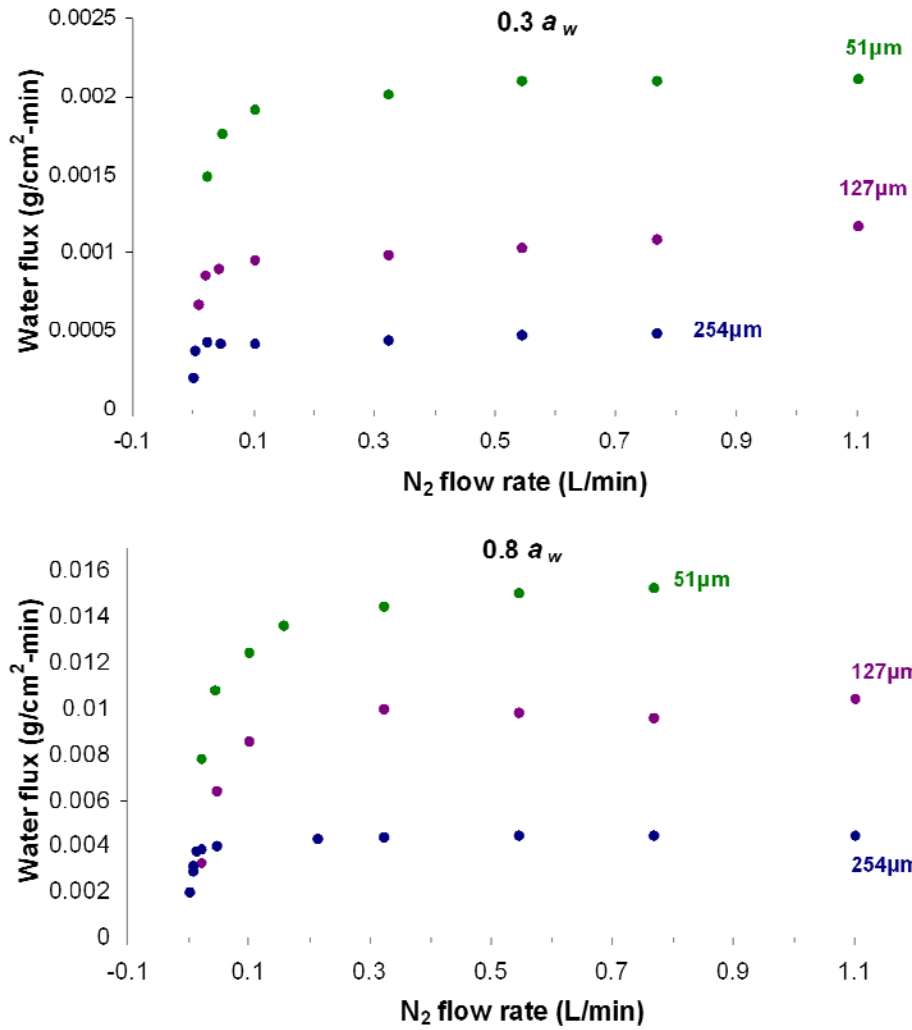 0.3 a w
0.0025
51µm
0.002
0.0015
127µm
0.001
0.0005
254µm
0
Water flux (g/cm²-min)
-0.1 0.1 0.3 0.5 0.7 0.9 1.1
N₂ flow rate (L/min)
0.8 a w
0.016
51µm
0.014
0.012
127µm
0.01
0.008
0.006
0.004
254µm
0.002
0
Water flux (g/cm²-min)
-0.1 0.1 0.3 0.5 0.7 0.9 1.1
N₂ flow rate (L/min)